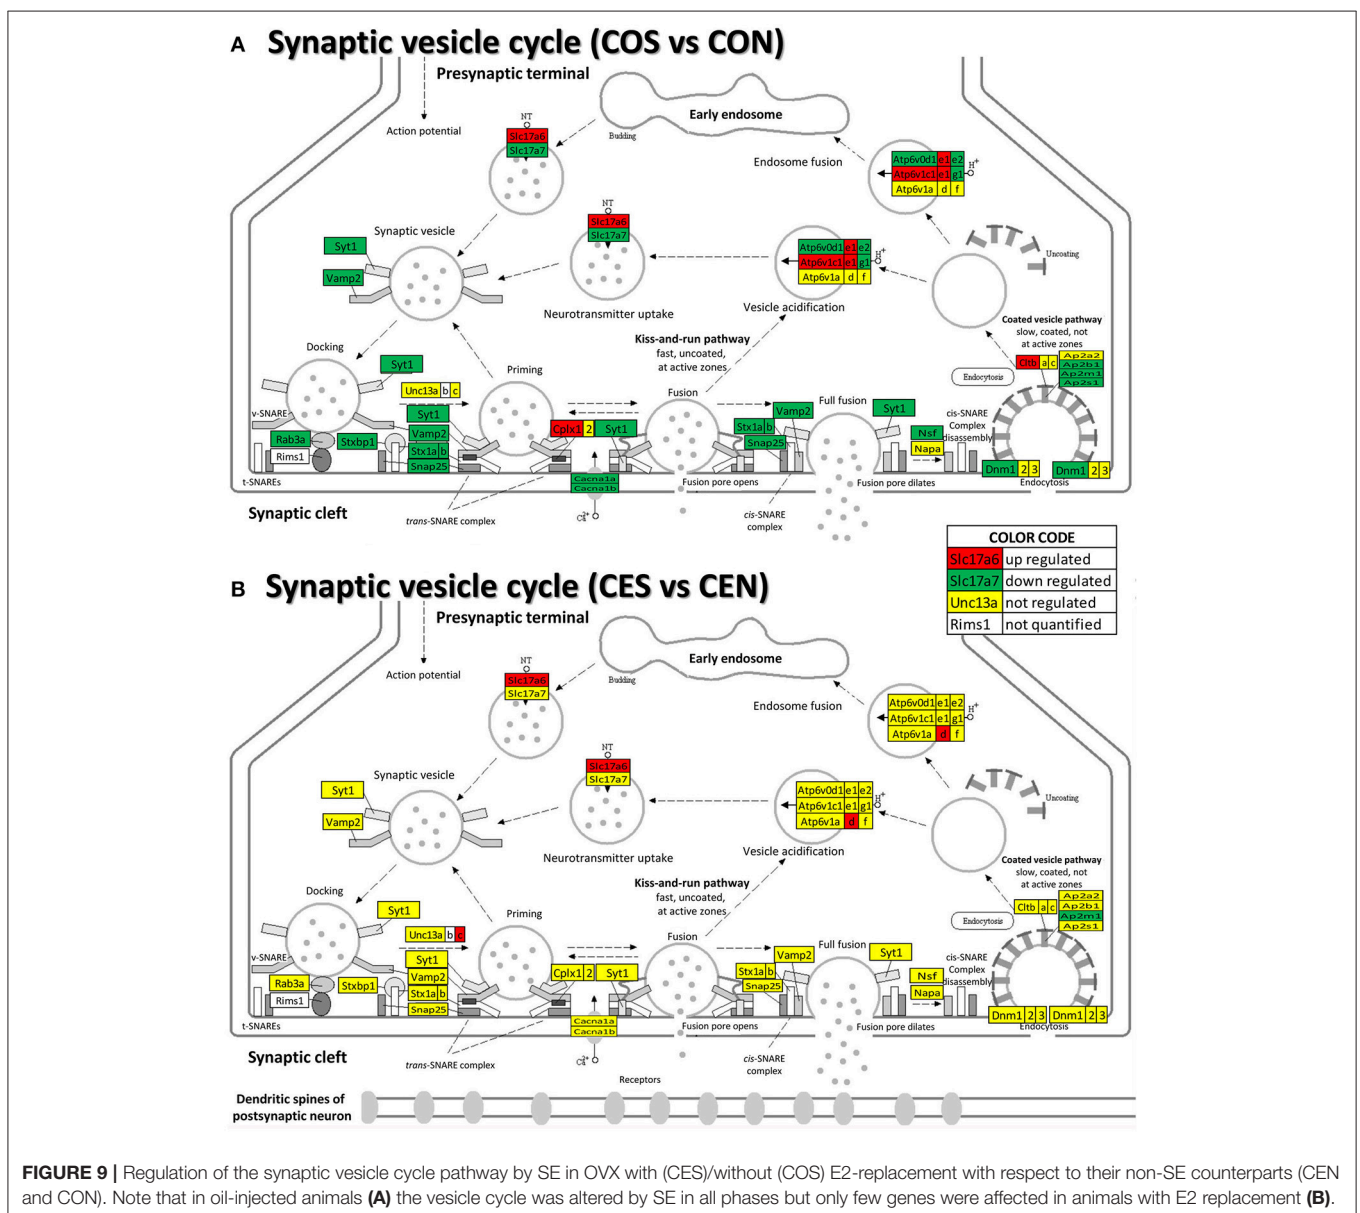 A Synaptic vesicle cycle (COS vs CON)
Presynaptic terminal
Action potential
NT
Slc17a6
Slc17a7
Budding
Early endosome
Endosome fusion
Atp6v0d1 e1 e2
Atp6v1c1 e1 g1
Atp6v1a d f
H+
Synaptic vesicle
Syt1
Vamp2
NT
Slc17a6
Slc17a7
Neurotransmitter uptake
Atp6v0d1 e1 e2
Atp6v1c1 e1 g1
Atp6v1a d f
H+
Vesicle acidification
Uncoating
Kiss-and-run pathway
fast, uncoated,
at active zones
Coated vesicle pathway
slow, coated, not
at active zones
Docking
Syt1
Priming
Unc13a b c
Syt1
Vamp2
Stx1a b
Snap25
v-SNARE
Rab3a
Rims1
Stxbp1
t-SNAREs
Cplx1 2
Syt1
Cacna1a
Cacna1b
Ca2+
Fusion
Fusion pore opens
Vamp2
Stx1a b
Snap25
Full fusion
Syt1
Fusion pore dilates
Nsf
Napa
cis-SNARE
Complex
disassembly
Endocytosis
Cltb a c
Ap2a2
Ap2b1
Ap2m1
Ap2s1
Dnm1 2 3
Dnm1 2 3
Endocytosis
Synaptic cleft
trans-SNARE complex
cis-SNARE
complex
COLOR CODE
Slc17a6 up regulated
Slc17a7 down regulated
Unc13a not regulated
Rims1 not quantified
B Synaptic vesicle cycle (CES vs CEN)
Presynaptic terminal
Action potential
NT
Slc17a6
Slc17a7
Budding
Early endosome
Endosome fusion
Atp6v0d1 e1 e2
Atp6v1c1 e1 g1
Atp6v1a d f
H+
Synaptic vesicle
Syt1
Vamp2
NT
Slc17a6
Slc17a7
Neurotransmitter uptake
Atp6v0d1 e1 e2
Atp6v1c1 e1 g1
Atp6v1a d f
H+
Vesicle acidification
Uncoating
Kiss-and-run pathway
fast, uncoated,
at active zones
Coated vesicle pathway
slow, coated, not
at active zones
Docking
Syt1
Priming
Unc13a b c
Syt1
Vamp2
Stx1a b
Snap25
v-SNARE
Rab3a
Rims1
Stxbp1
t-SNAREs
Cplx1 2
Syt1
Cacna1a
Cacna1b
Ca2+
Fusion
Fusion pore opens
Vamp2
Stx1a b
Snap25
Full fusion
Syt1
Fusion pore dilates
Nsf
Napa
cis-SNARE
Complex
disassembly
Endocytosis
Cltb a c
Ap2a2
Ap2b1
Ap2m1
Ap2s1
Dnm1 2 3
Dnm1 2 3
Endocytosis
Synaptic cleft
trans-SNARE complex
cis-SNARE
complex
Receptors
Dendritic spines of
postsynaptic neuron
FIGURE 9 | Regulation of the synaptic vesicle cycle pathway by SE in OVX with (CES)/without (COS) E2-replacement with respect to their non-SE counterparts (CEN
and CON). Note that in oil-injected animals (A) the vesicle cycle was altered by SE in all phases but only few genes were affected in animals with E2 replacement (B).